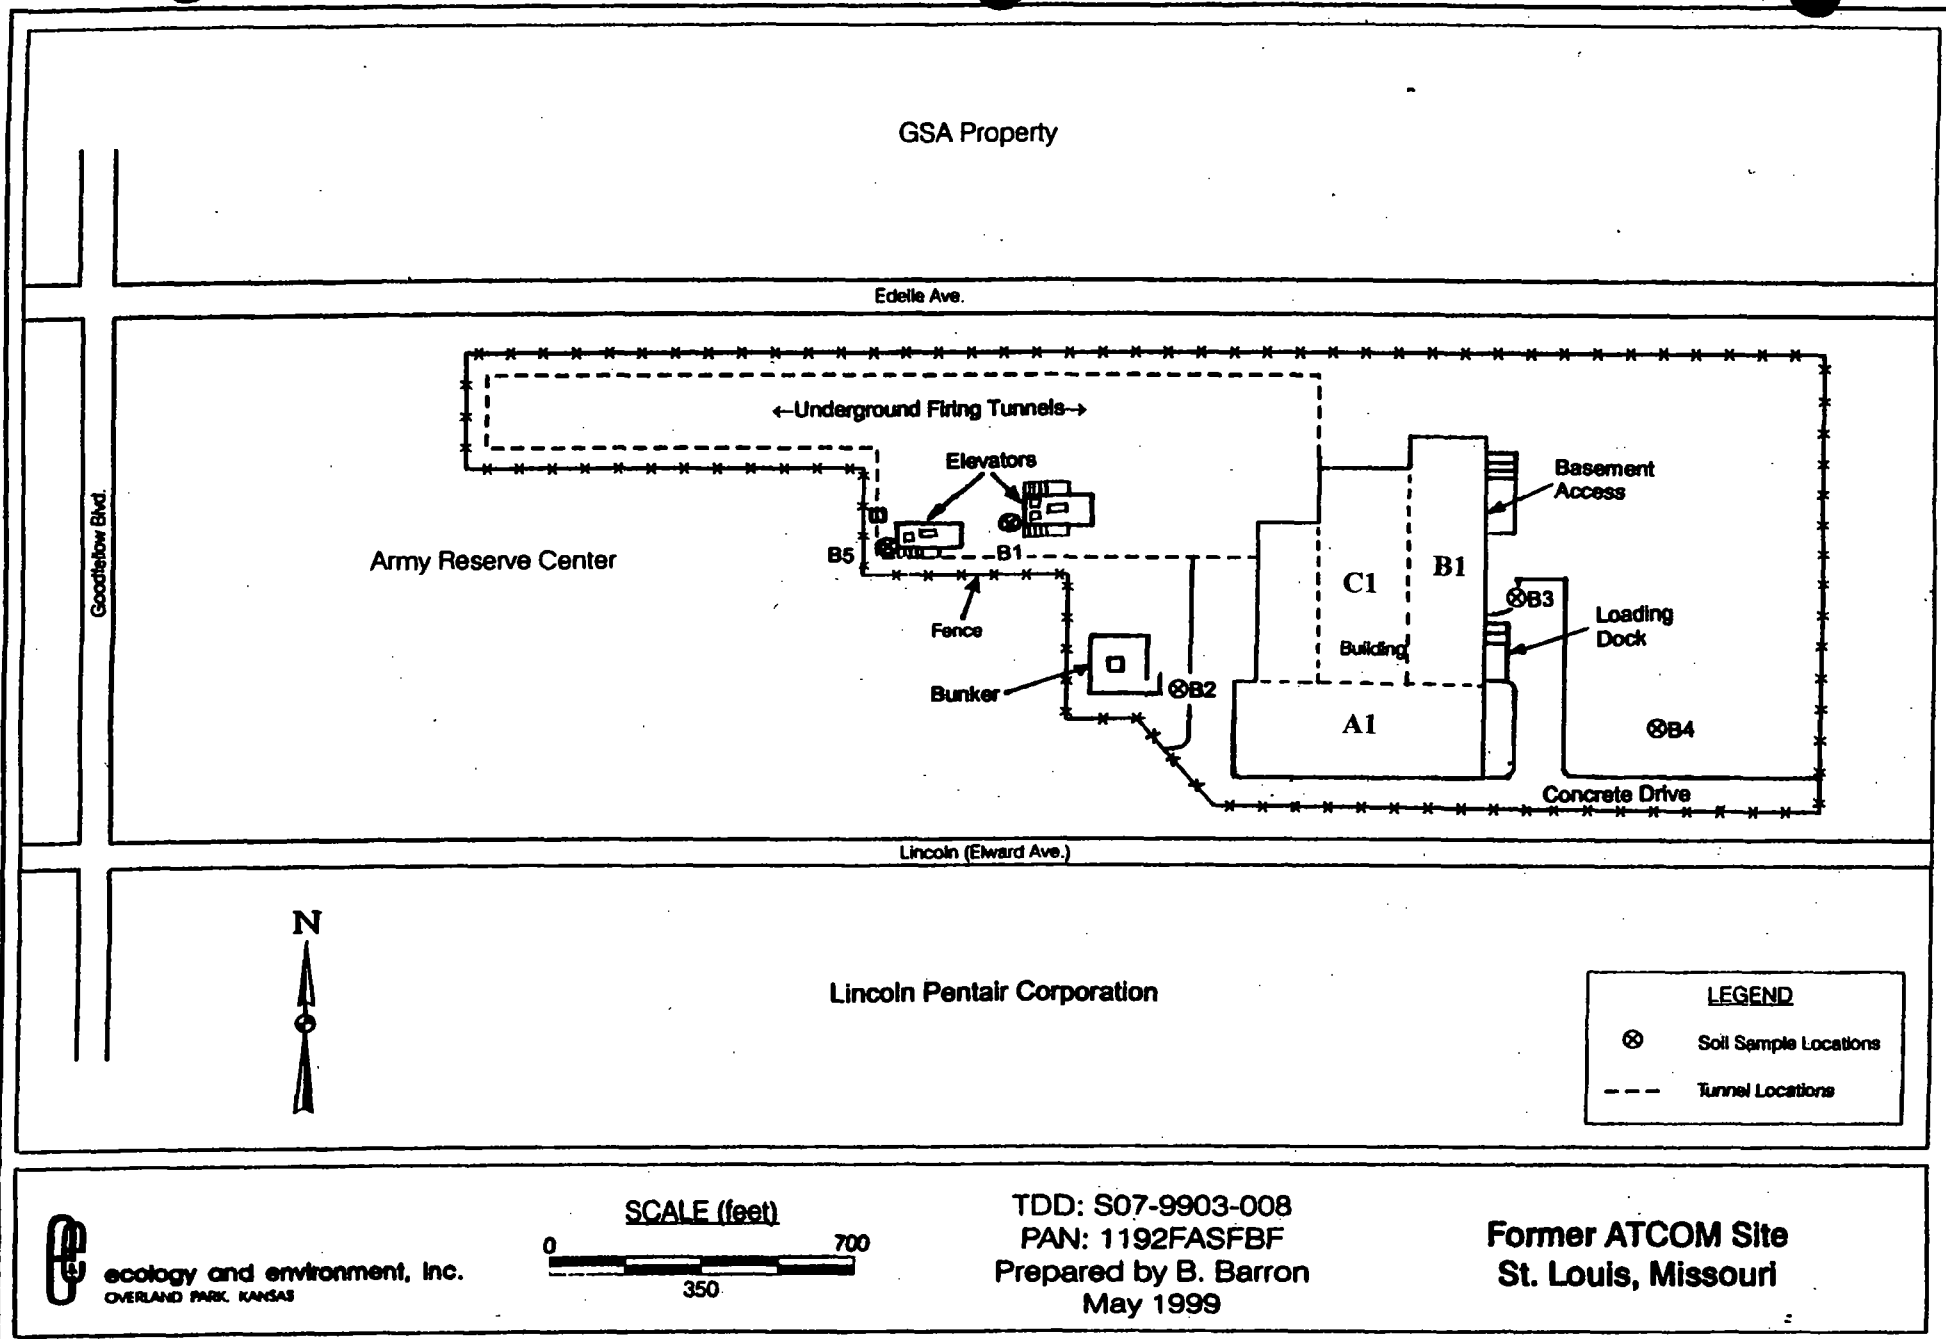 GSA Property
Edelle Ave.
←Underground Firing Tunnels→
Elevators
Basement
Access
Goodfellow Blvd.
Army Reserve Center
B5
B1
C1
B1
B3
Loading
Dock
Fence
Building
Bunker
B2
A1
B4
Concrete Drive
Lincoln (Elward Ave.)
N
Lincoln Pentair Corporation
LEGEND
Soil Sample Locations
Tunnel Locations
ecology and environment, inc.
OVERLAND PARK, KANSAS
SCALE (feet)
0 700
350
TDD: S07-9903-008
PAN: 1192FASFBF
Prepared by B. Barron
May 1999
Former ATCOM Site
St. Louis, Missouri